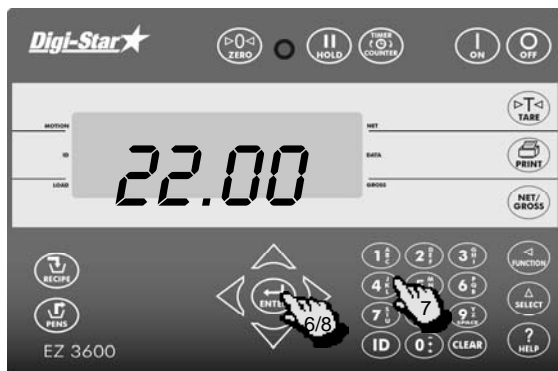 Digi-Star
>0<
ZERO
HOLD
TIMER
COUNTER
ON
OFF
MOTION
ID
LOAD
NET
DATA
GROSS
22.00
>T<
TARE
PRINT
NET/
GROSS
RECIPE
PENS
EZ 3600
ENTER
6/8
1 A B C
2 D E F
3 G H I
4 J K L
7
6 P Q R
7 S T U
9 Y Z
SPACE
ID
0
CLEAR
FUNCTION
SELECT
?
HELP